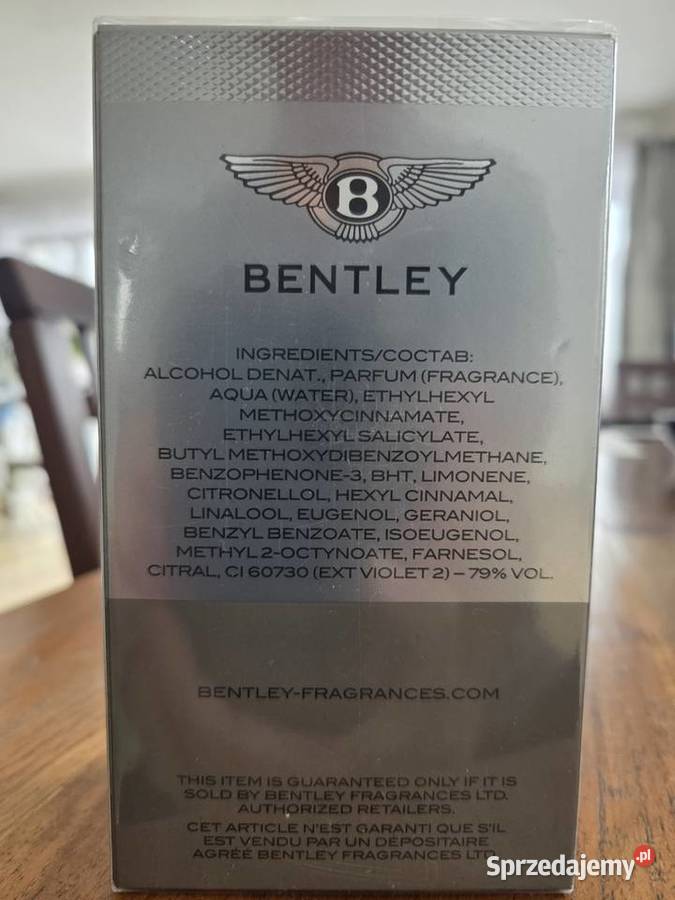 B
BENTLEY
INGREDIENTS/СОСТАВ:
ALCOHOL DENAT., PARFUM (FRAGRANCE),
AQUA (WATER), ETHYLHEXYL
METHOXYCINNAMATE,
ETHYLHEXYL SALICYLATE,
BUTYL METHOXYDIBENZOYLMETHANE,
BENZOPHENONE-3, BHT, LIMONENE,
CITRONELLOL, HEXYL CINNAMAL,
LINALOOL, EUGENOL, GERANIOL,
BENZYL BENZOATE, ISOEUGENOL,
METHYL 2-OCTYNOATE, FARNESOL,
CITRAL, CI 60730 (EXT VIOLET 2) – 79% VOL.
BENTLEY-FRAGRANCES.COM
THIS ITEM IS GUARANTEED ONLY IF IT IS
SOLD BY BENTLEY FRAGRANCES LTD.
AUTHORIZED RETAILERS.
CET ARTICLE N'EST GARANTI QUE S'IL
EST VENDU PAR UN DÉPOSITAIRE
AGRÉÉ BENTLEY FRAGRANCES LTD.
Sprzedajemy.pl